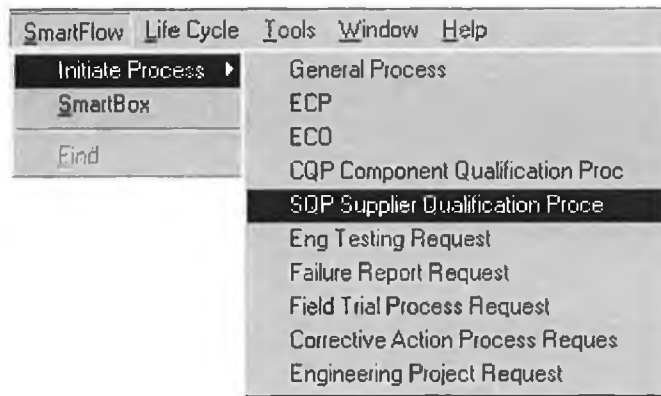 SmartFlow Life Cycle Tools Window Help
Initiate Process
SmartBox
Find
General Process
ECP
ECO
CQP Component Qualification Proc
SQP Supplier Qualification Proce
Eng Testing Request
Failure Report Request
Field Trial Process Request
Corrective Action Process Reques
Engineering Project Request